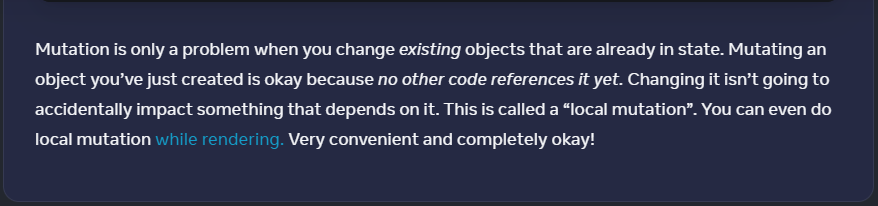 Mutation is only a problem when you change existing objects that are already in state. Mutating an
object you’ve just created is okay because no other code references it yet. Changing it isn’t going to
accidentally impact something that depends on it. This is called a “local mutation”. You can even do
local mutation while rendering. Very convenient and completely okay!